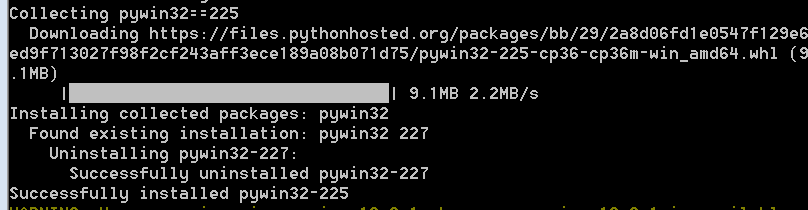 Collecting pywin32==225
Downloading https://files.pythonhosted.org/packages/bb/29/2a8d06fd1e0547f129e6
ed9f713027f98f2cf243aff3ece189a08b071d75/pywin32-225-cp36-cp36m-win_amd64.whl (9
.1MB)
|████████████████████████████████| 9.1MB 2.2MB/s
Installing collected packages: pywin32
Found existing installation: pywin32 227
Uninstalling pywin32-227:
Successfully uninstalled pywin32-227
Successfully installed pywin32-225